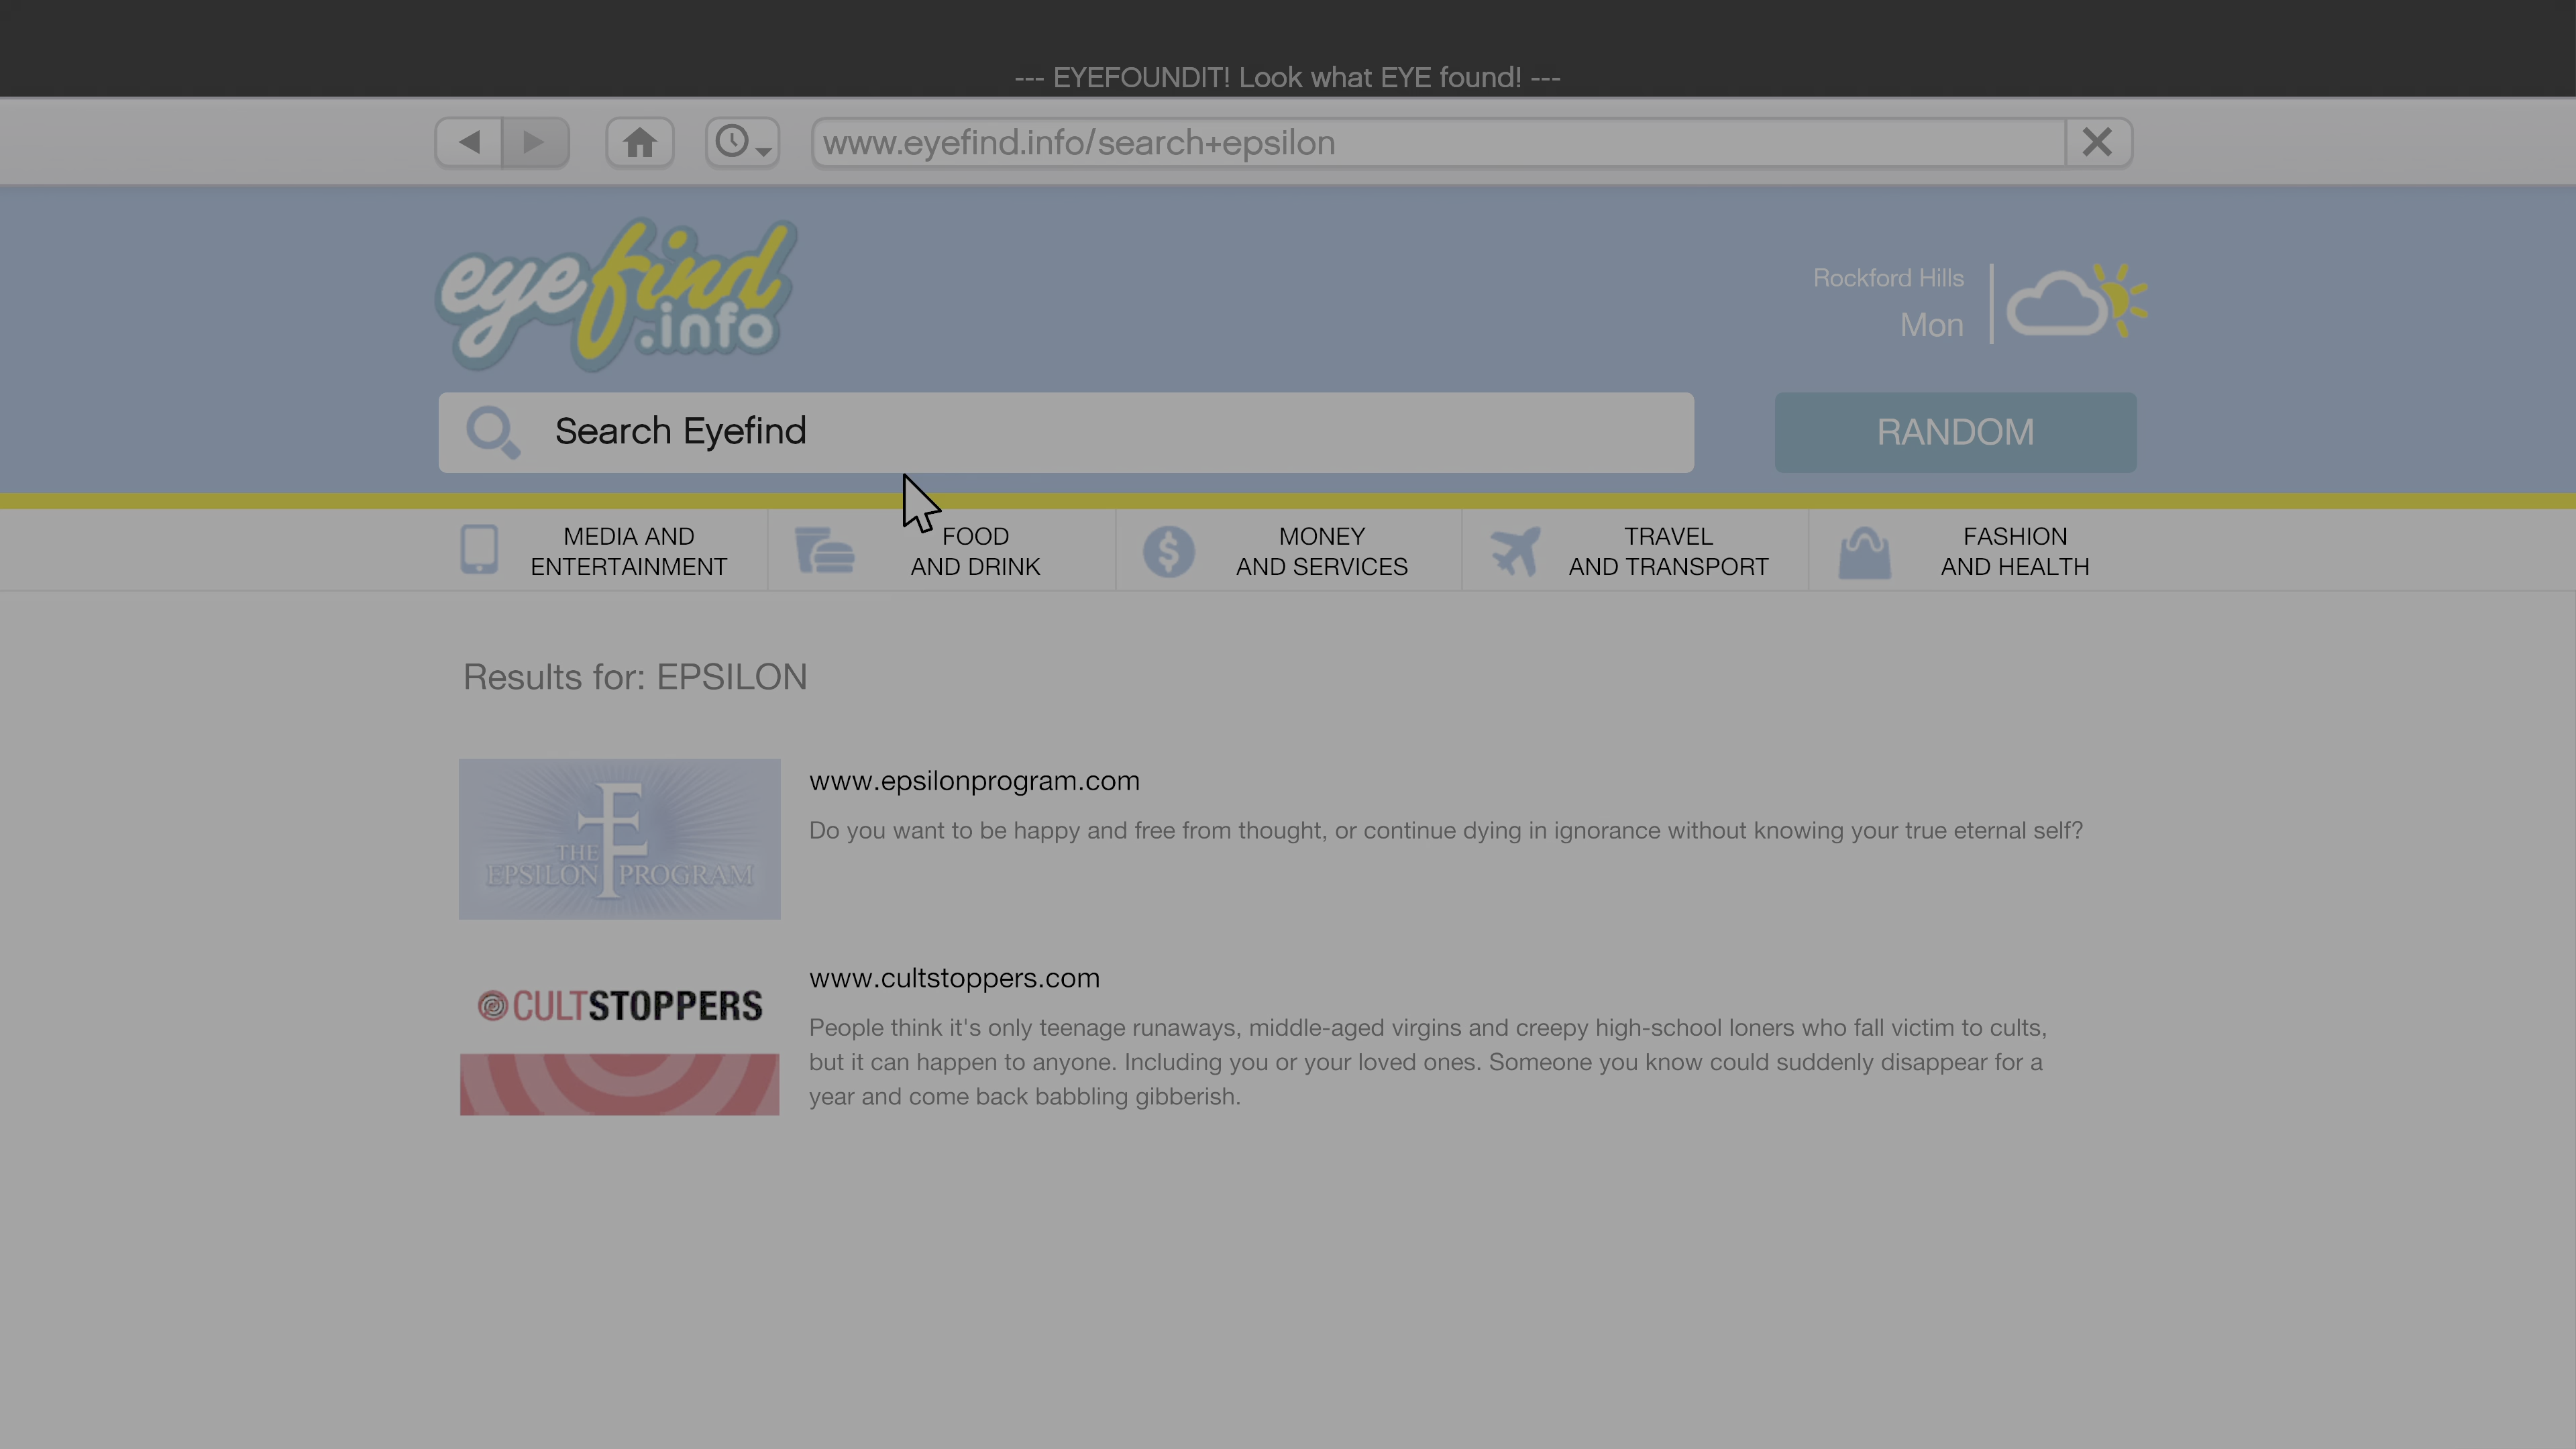 --- EYEFOUNDIT! Look what EYE found! ---
www.eyefind.info/search+epsilon
eyefind
.info
Rockford Hills
Mon
Search Eyefind
RANDOM
MEDIA AND
ENTERTAINMENT
FOOD
AND DRINK
MONEY
AND SERVICES
TRAVEL
AND TRANSPORT
FASHION
AND HEALTH
Results for: EPSILON
THE
EPSILON PROGRAM
www.epsilonprogram.com
Do you want to be happy and free from thought, or continue dying in ignorance without knowing your true eternal self?
CULTSTOPPERS
www.cultstoppers.com
People think it's only teenage runaways, middle-aged virgins and creepy high-school loners who fall victim to cults,
but it can happen to anyone. Including you or your loved ones. Someone you know could suddenly disappear for a
year and come back babbling gibberish.